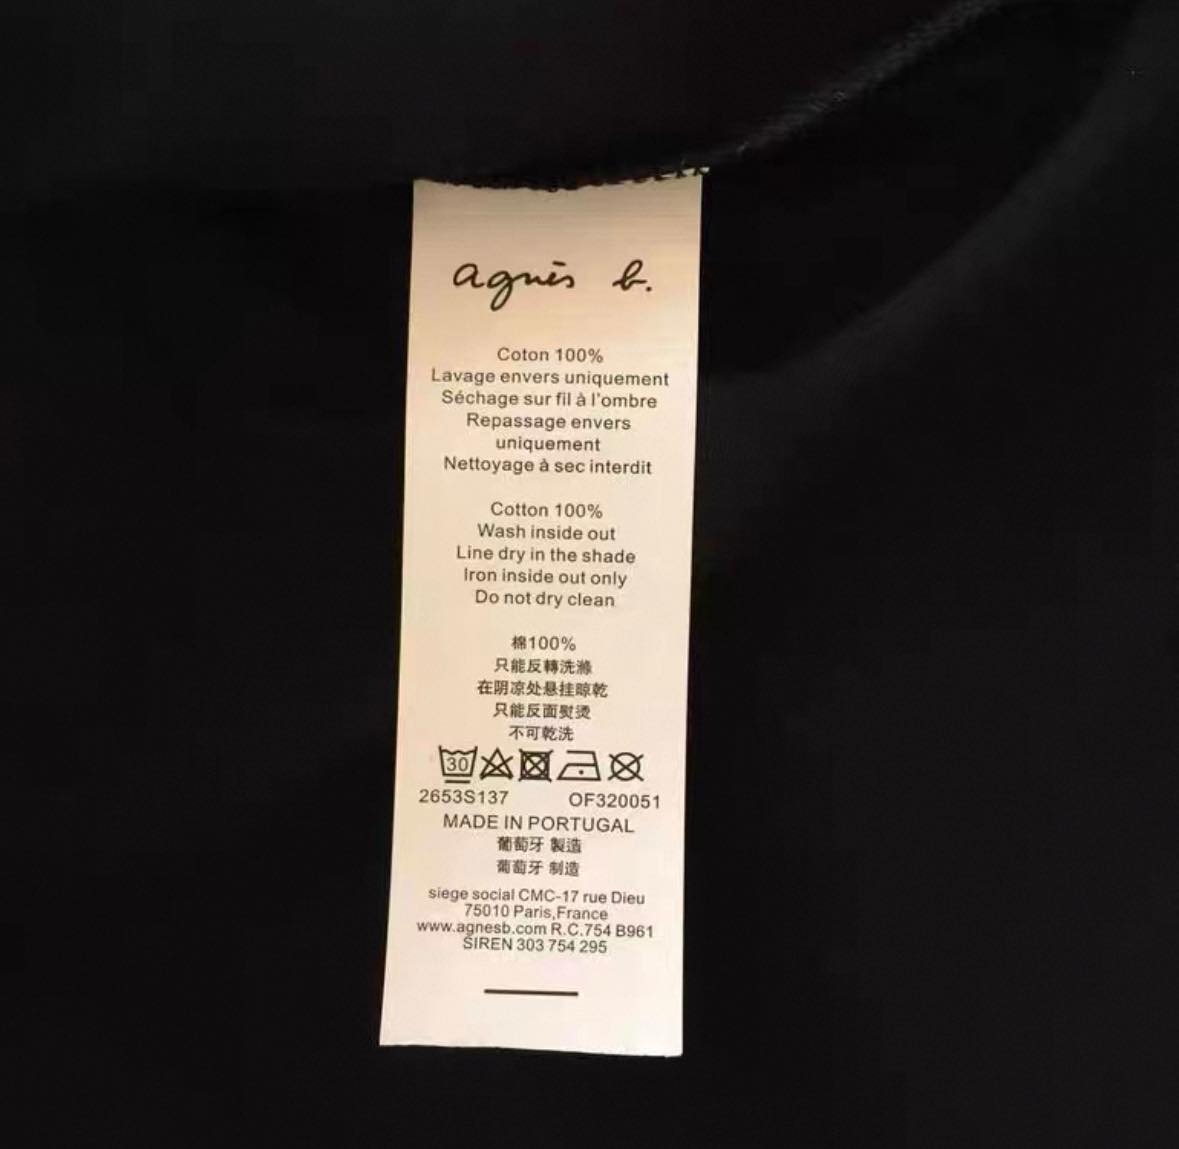 agnès b.
Coton 100%
Lavage envers uniquement
Séchage sur fil à l'ombre
Repassage envers
uniquement
Nettoyage à sec interdit
Cotton 100%
Wash inside out
Line dry in the shade
Iron inside out only
Do not dry clean
棉100%
只能反轉洗滌
在阴凉处悬挂晾乾
只能反面熨烫
不可乾洗
30
2653S137 OF320051
MADE IN PORTUGAL
葡萄牙 製造
葡萄牙 制造
siege social CMC-17 rue Dieu
75010 Paris,France
www.agnesb.com R.C.754 B961
SIREN 303 754 295